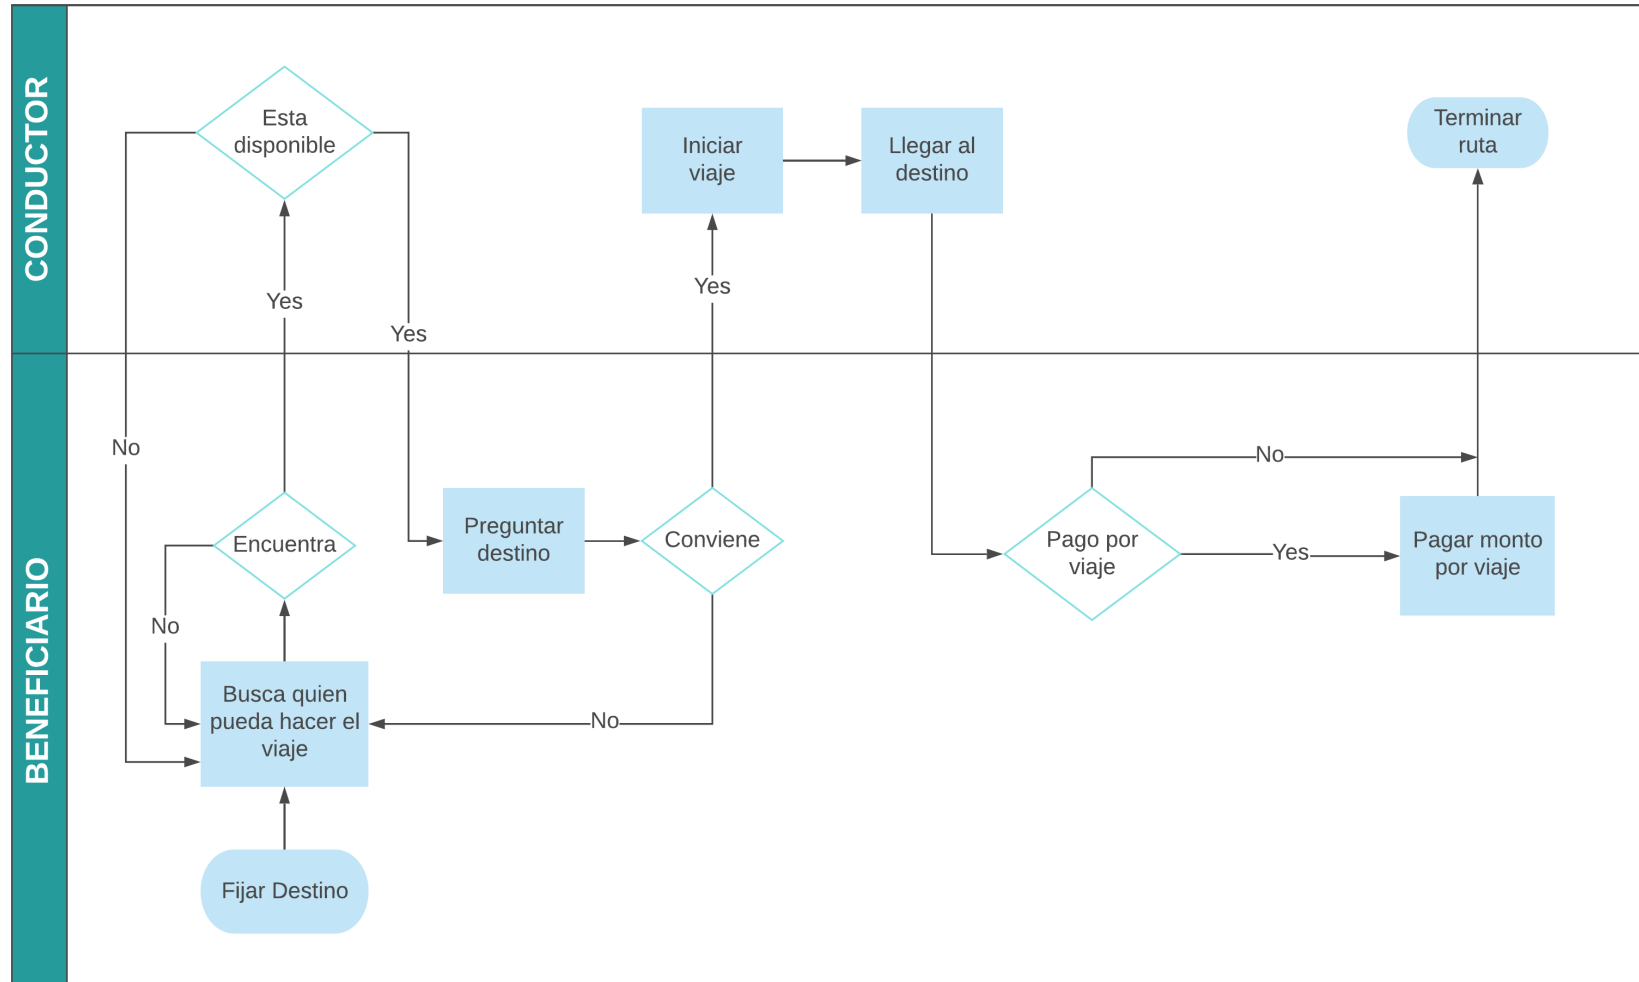 CONDUCTOR
Esta
disponible
Iniciar
viaje
Llegar al
destino
Terminar
ruta
Yes
Yes
Yes
BENEFICIARIO
No
No
Encuentra
Preguntar
destino
Conviene
Pago por
viaje
Yes
Pagar monto
por viaje
No
Busca quien
pueda hacer el
viaje
No
Fijar Destino